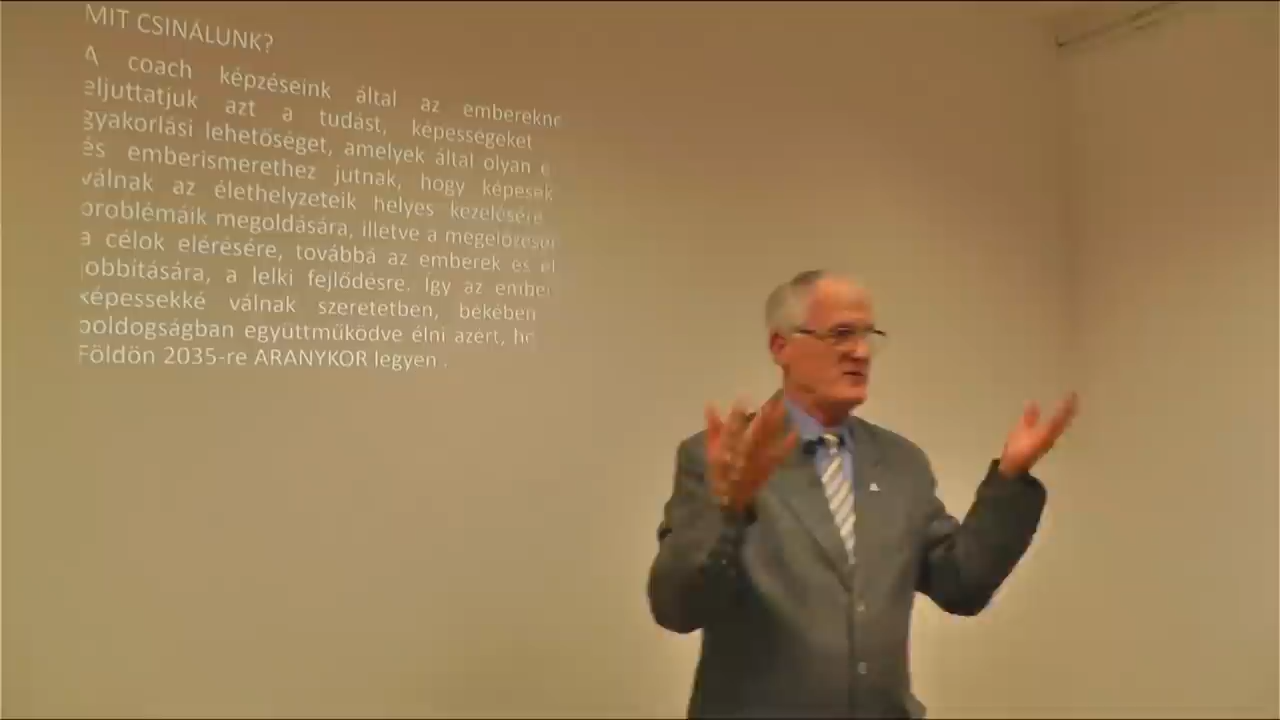 MIT CSINÁLUNK?
A coach képzéseink által az emberekne
eljuttatjuk azt a tudást, képességeket
gyakorlási lehetőséget, amelyek által olyan
és emberismerethez jutnak, hogy képesek
válnak az élethelyzeteik helyes kezelésére
problémáik megoldására, illetve a
a célok elérésére, továbbá az emberek és
jobbítására, a lelki fejlődésre. Így az ember
képessekké válnak szeretetben, békében
boldogságban együttműködve élni azért,
Földön 2035-re ARANYKOR legyen .